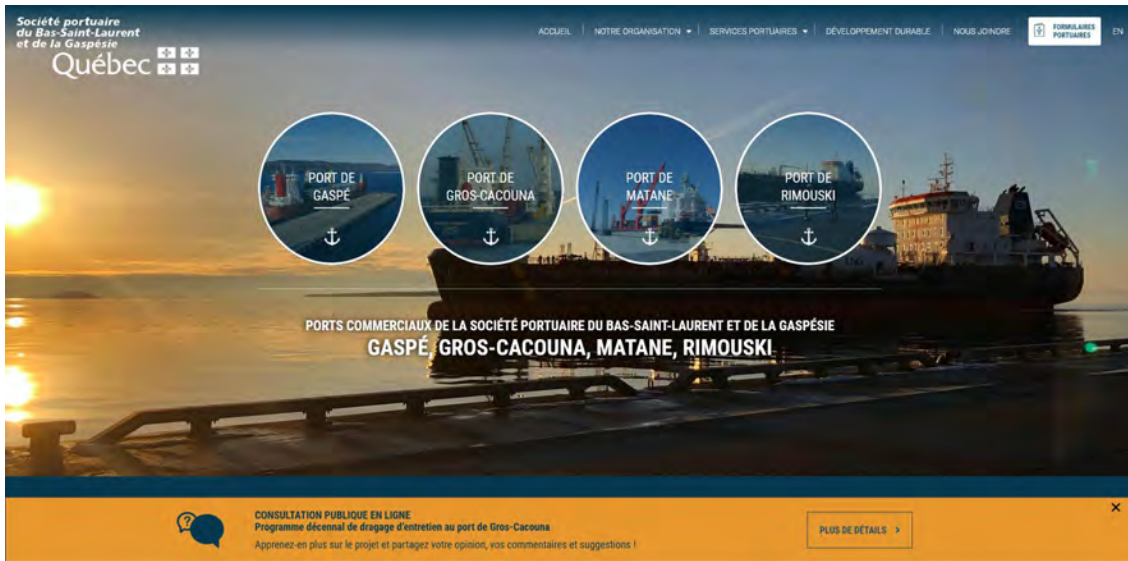 Société portuaire
du Bas-Saint-Laurent
et de la Gaspésie
Québec
ACCUEIL
NOTRE ORGANISATION
SERVICES PORTUAIRES
DÉVELOPPEMENT DURABLE
NOUS JOINDRE
FORMULAIRES
PORTUAIRES
EN
PORT DE
GASPÉ
PORT DE
GROS-CACOUNA
PORT DE
MATANE
PORT DE
RIMOUSKI
PORTS COMMERCIAUX DE LA SOCIÉTÉ PORTUAIRE DU BAS-SAINT-LAURENT ET DE LA GASPÉSIE
GASPÉ, GROS-CACOUNA, MATANE, RIMOUSKI
CONSULTATION PUBLIQUE EN LIGNE
Programme décennal de dragage d'entretien au port de Gros-Cacouna
Apprenez-en plus sur le projet et partagez votre opinion, vos commentaires et suggestions !
PLUS DE DÉTAILS >